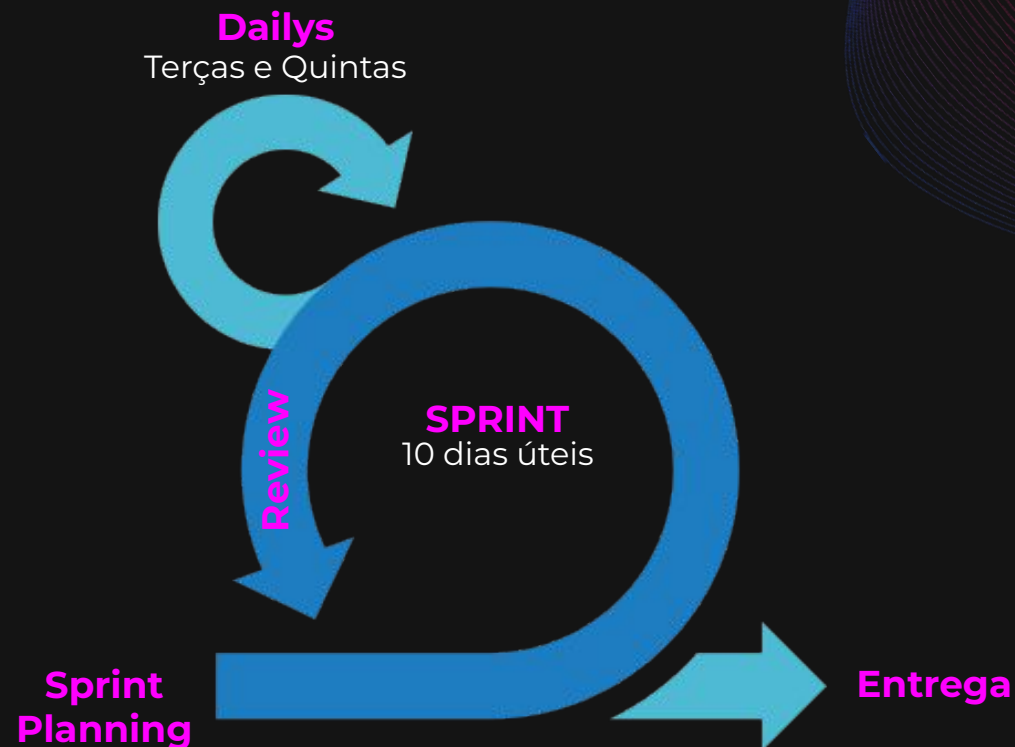 Dailys
Terças e Quintas
Review
SPRINT
10 dias úteis
Sprint
Planning
Entrega